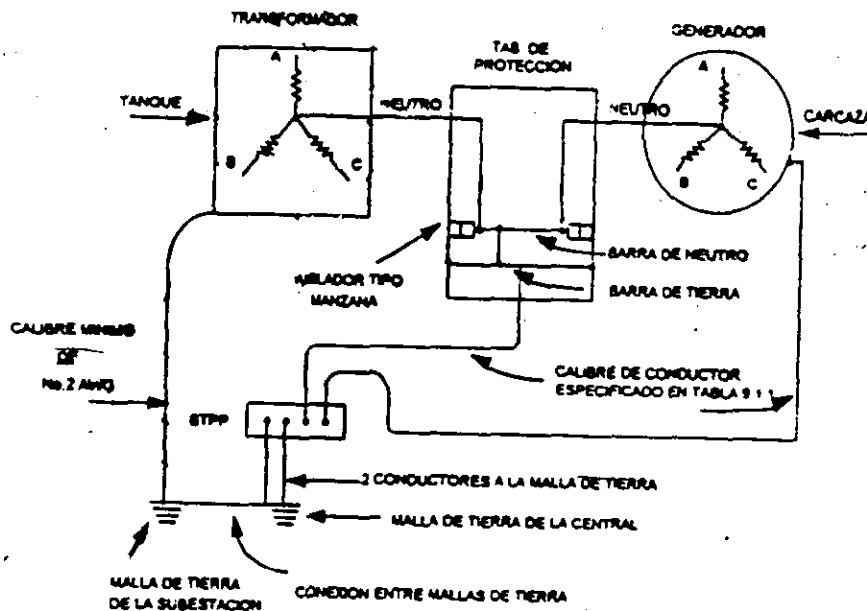 TRANSFORMADOR
TAB DE
PROTECCION
GENERADOR
A
B
C
TANQUE
NEUTRO
NEUTRO
A
B
C
CARCAZA
AISLADOR TIPO
MANZANA
BARRA DE NEUTRO
BARRA DE TIERRA
CALIBRE MINIMO
DE
No. 2 AWG
CALIBRE DE CONDUCTOR
ESPECIFICADO EN TABLA 9
STPP
2 CONDUCTORES A LA MALLA DE TIERRA
MALLA DE TIERRA DE LA CENTRAL
MALLA DE TIERRA
DE LA SUBESTACION
CONEXION ENTRE MALLAS DE TIERRA